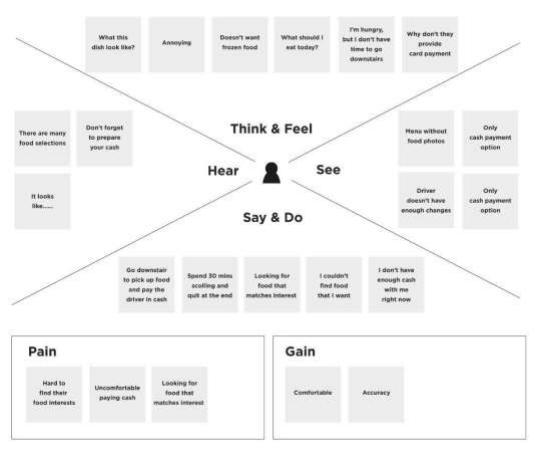 What this
dish look like?
Annoying
Doesn't want
frozen food
What should I
eat today?
I'm hungry,
but I don't have
time to go
downstairs
Why don't they
provide
card payment
Think & Feel
There are many
food selections
Don't forget
to prepare
your cash
It looks
like......
Hear
See
Menu without
food photos
Only
cash payment
option
Driver
doesn't have
enough changes
Only
cash payment
option
Say & Do
Go downstair
to pick up food
and pay the
driver in cash
Spend 30 mins
scolling and
quit at the end
Looking for
food that
matches interest
I couldn't
find food
that I want
I don't have
enough cash
with me
right now
Pain
Hard to
find their
food interests
Uncomfortable
paying cash
Looking for
food that
matches interest
Gain
Comfortable
Accuracy